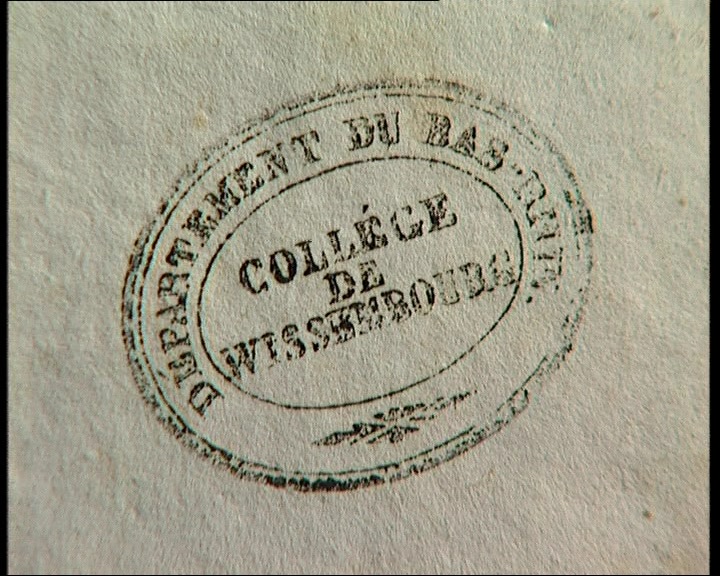 DÉPARTEMENT DU BAS-RHIN.
COLLÉGE
DE
WISSEMBOURG